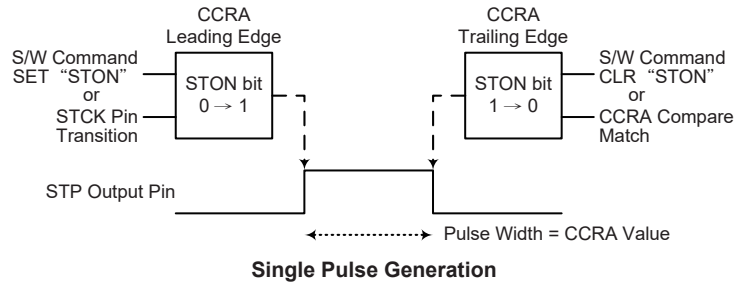 CCRA
Leading Edge
CCRA
Trailing Edge
S/W Command
SET “STON”
or
STCK Pin
Transition
STON bit
0 → 1
STON bit
1 → 0
S/W Command
CLR “STON”
or
CCRA Compare
Match
STP Output Pin
Pulse Width = CCRA Value
Single Pulse Generation